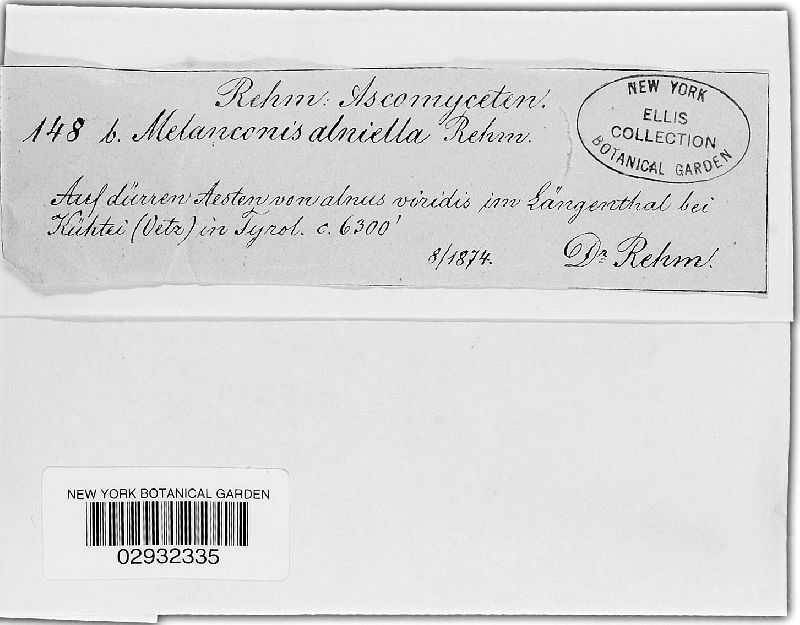 Rehm: Ascomyceten.
148 b. Melanconis alniella Rehm.
Auf dürren Aesten von alnus viridis im Längenthal bei
Kühtei (Oetz) in Tyrol. c. 6300'
8/1874. Dr Rehm.
NEW YORK
ELLIS
COLLECTION
BOTANICAL GARDEN
NEW YORK BOTANICAL GARDEN
02932335